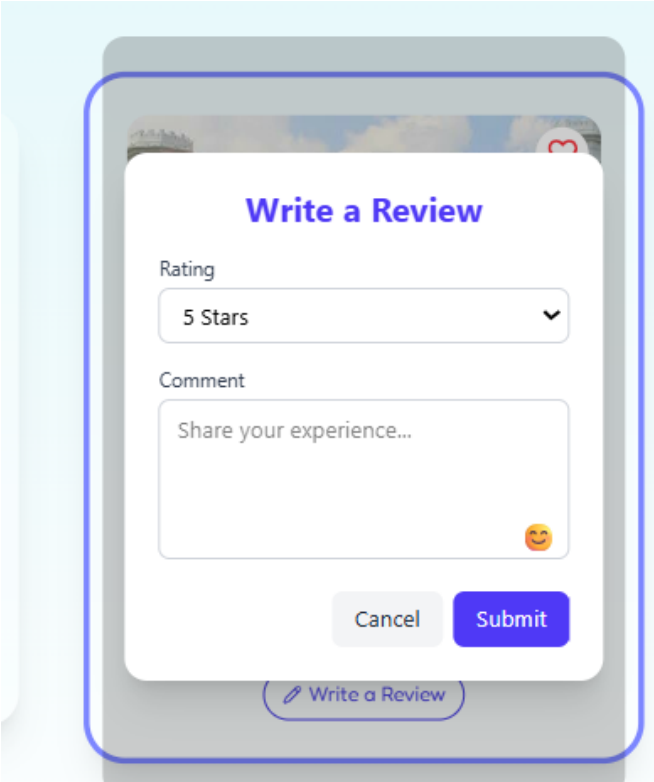 Write a Review
Rating
5 Stars
Comment
Share your experience...
Cancel Submit
Write a Review